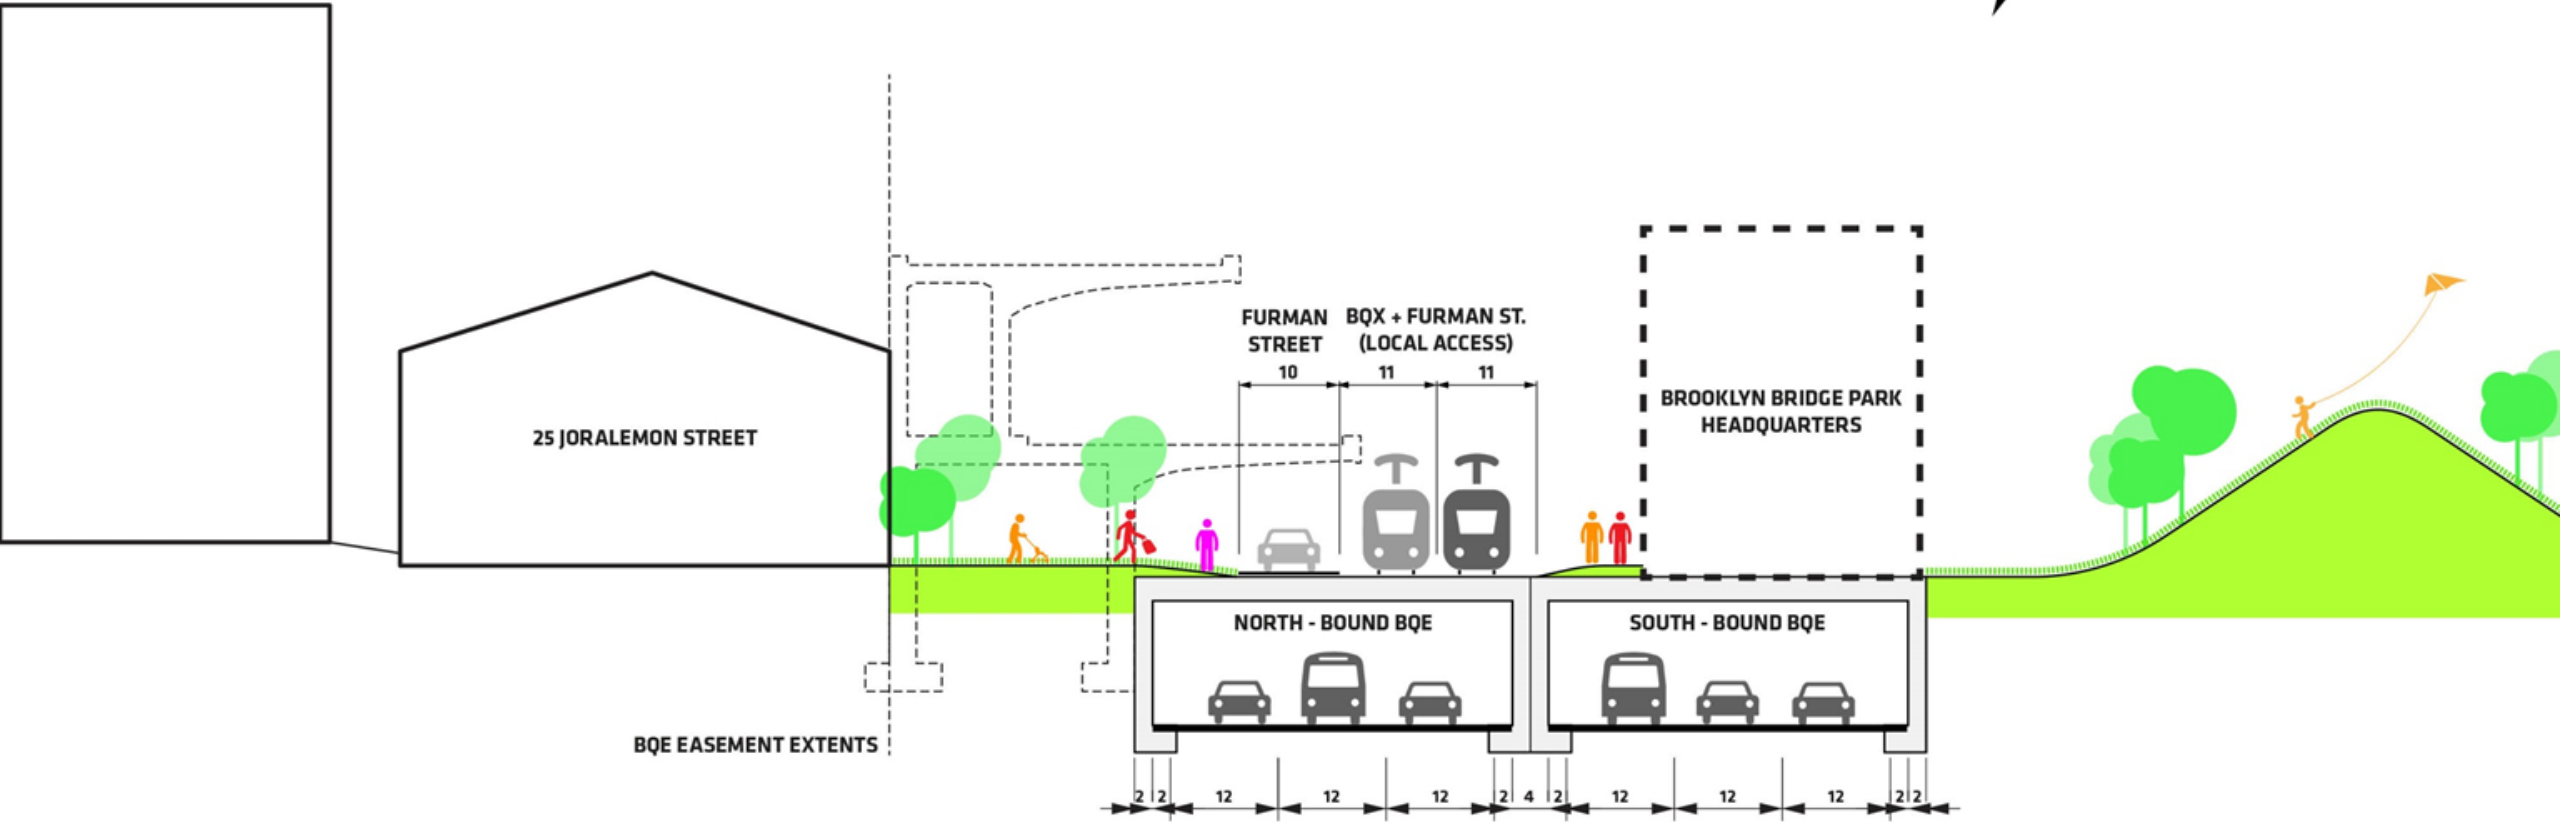 FURMAN
STREET
10
BQX + FURMAN ST.
(LOCAL ACCESS)
11 11
25 JORALEMON STREET
BROOKLYN BRIDGE PARK
HEADQUARTERS
NORTH - BOUND BQE
SOUTH - BOUND BQE
BQE EASEMENT EXTENTS
2 2 12 12 12 2 4 2 12 12 12 2 2